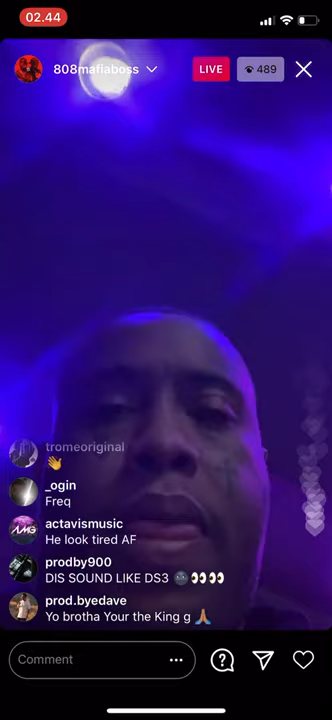 02.44
808mafiaboss
LIVE
489
tromeoriginal
👋
_ogin
Freq
actavismusic
He look tired AF
prodby900
DIS SOUND LIKE DS3 🌚👀👀👀
prod.byedave
Yo brotha Your the King g 🙏🏾
Comment